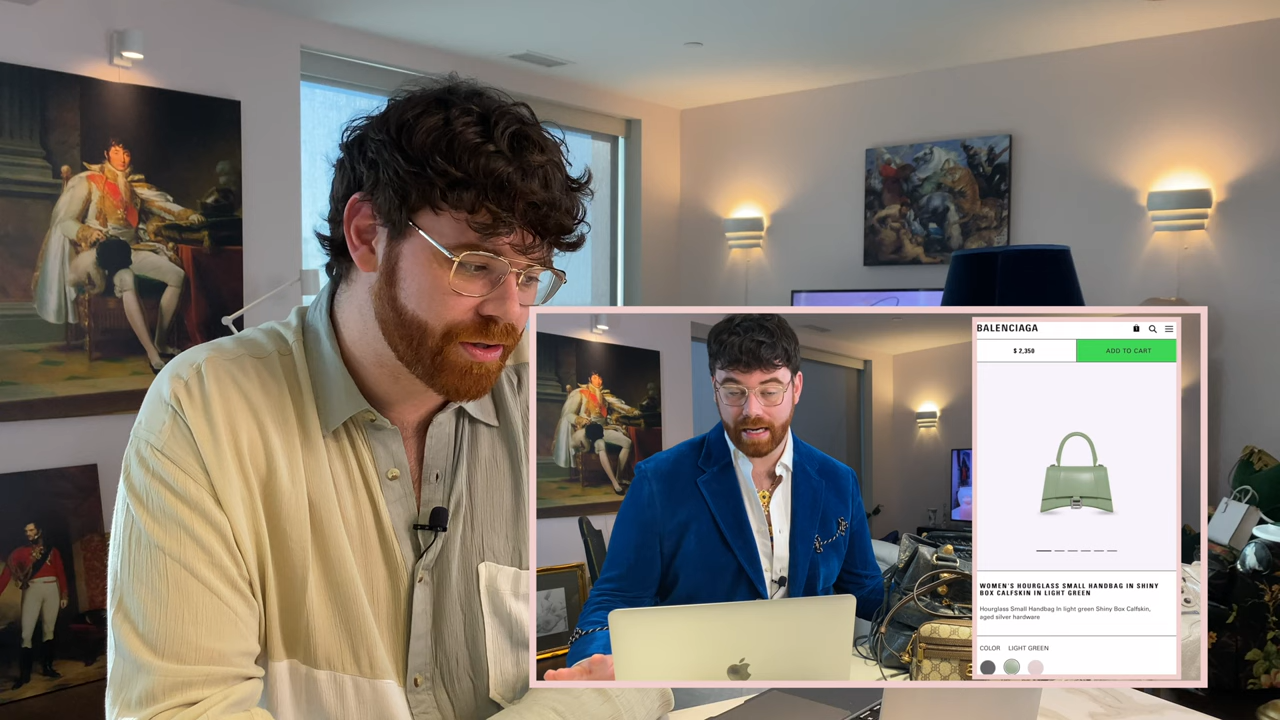 BALENCIAGA
$ 2,350
ADD TO CART
WOMEN'S HOURGLASS SMALL HANDBAG IN SHINY
BOX CALFSKIN IN LIGHT GREEN
Hourglass Small Handbag In light green Shiny Box Calfskin,
aged silver hardware
COLOR LIGHT GREEN